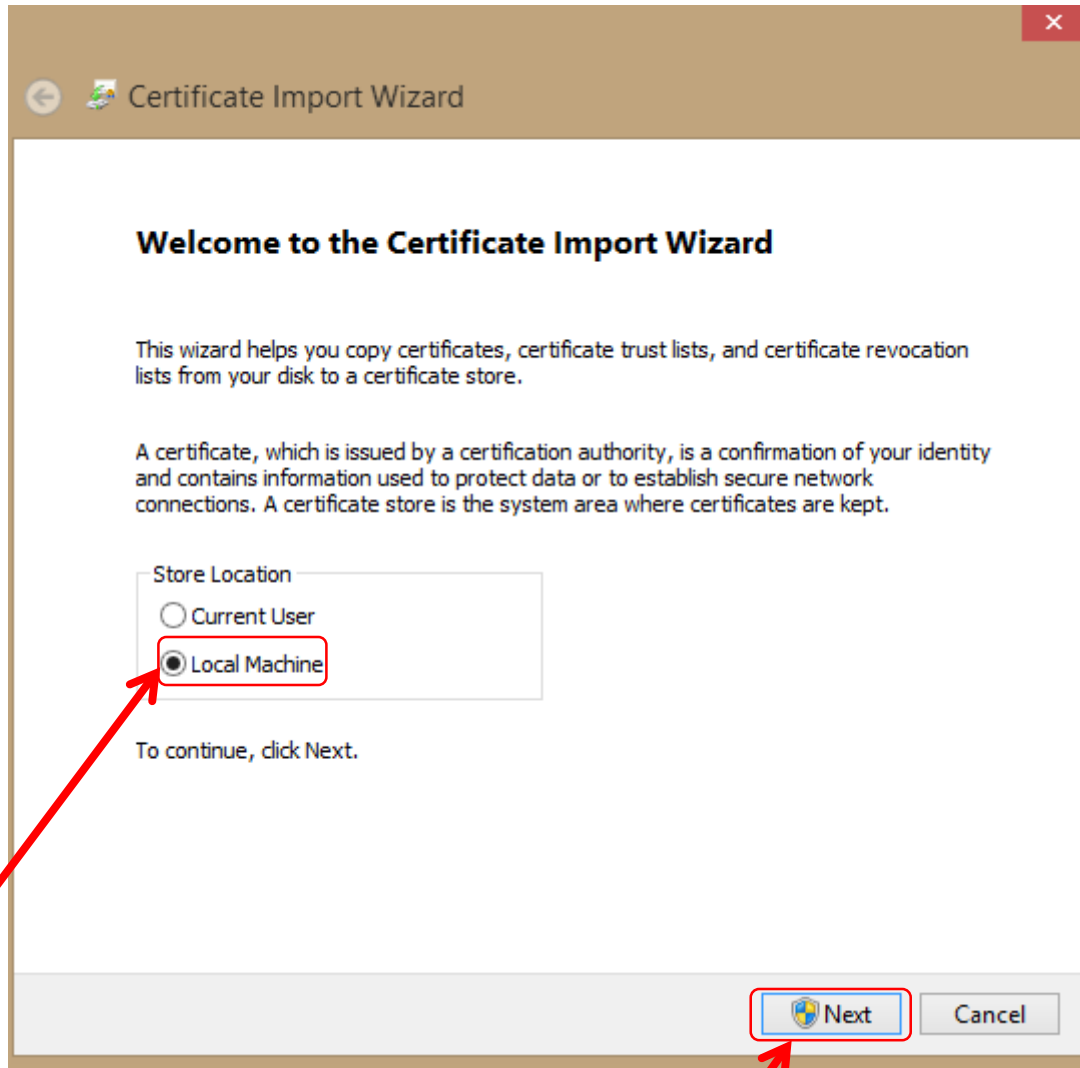 Certificate Import Wizard
Welcome to the Certificate Import Wizard
This wizard helps you copy certificates, certificate trust lists, and certificate revocation
lists from your disk to a certificate store.
A certificate, which is issued by a certification authority, is a confirmation of your identity
and contains information used to protect data or to establish secure network
connections. A certificate store is the system area where certificates are kept.
Store Location
Current User
Local Machine
To continue, click Next.
Next Cancel